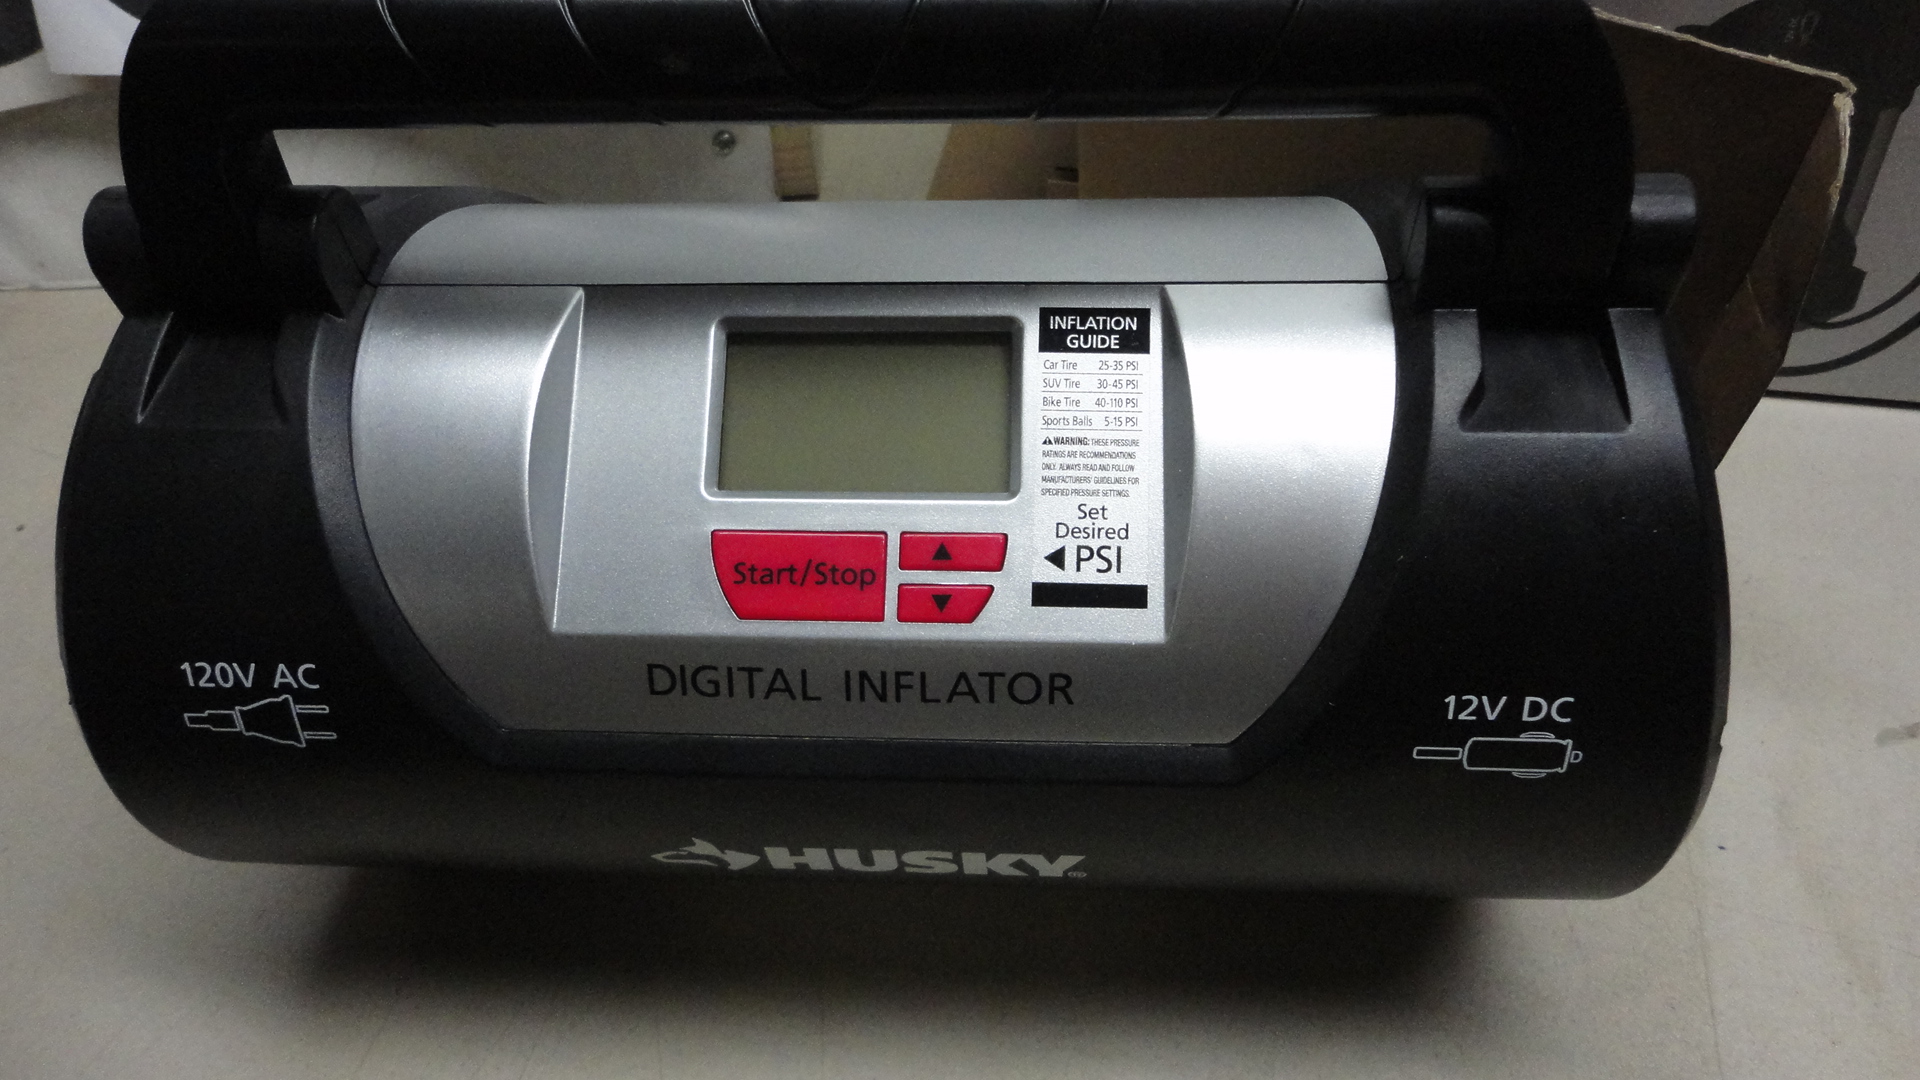 INFLATION
GUIDE
Car Tire 25-35 PSI
SUV Tire 30-45 PSI
Bike Tire 40-110 PSI
Sports Balls 5-15 PSI
WARNING: THESE PRESSURE
RATINGS ARE RECOMMENDATIONS
ONLY. ALWAYS READ AND FOLLOW
MANUFACTURERS' GUIDELINES FOR
SPECIFIED PRESSURE SETTINGS.
Set
Desired
◀PSI
Start/Stop
▲
▼
DIGITAL INFLATOR
120V AC
12V DC
HUSKY®